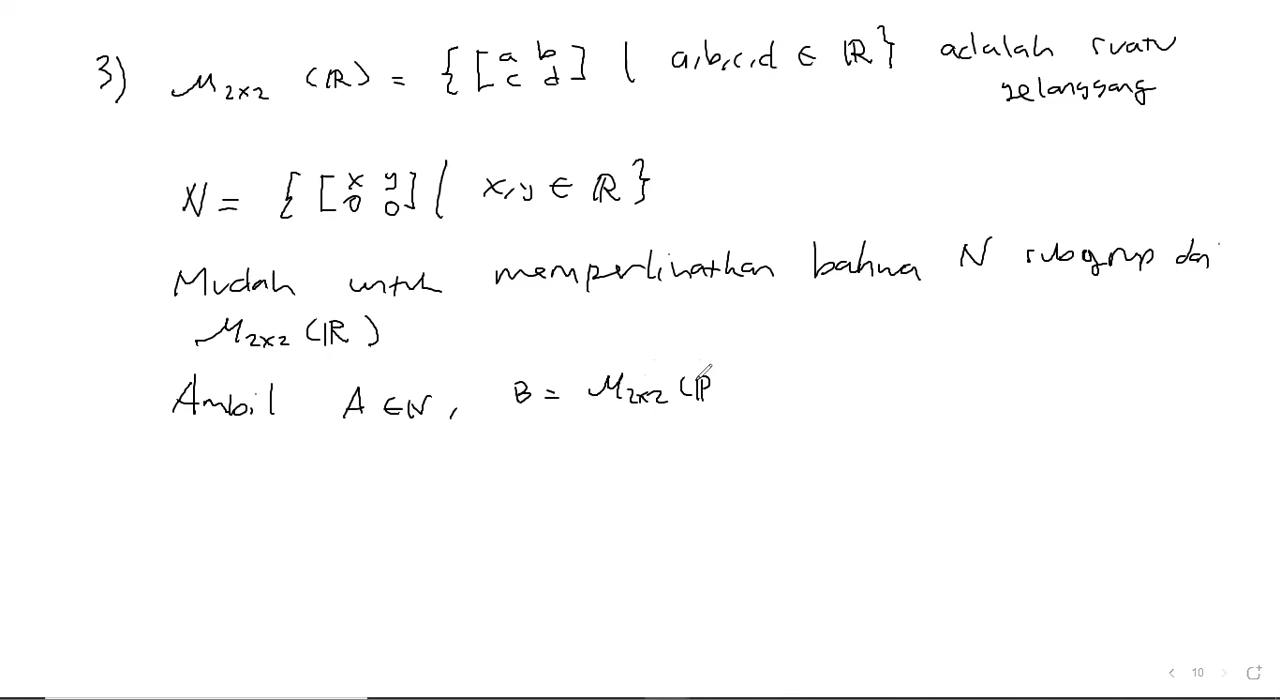 3) M₂ₓ₂ (ℝ) = { [ a b ; c d ] | a,b,c,d ∈ ℝ } adalah suatu
gelanggang
N = { [ x y ; 0 0 ] | x,y ∈ ℝ }
Mudah untuk memperlihatkan bahwa N subgrup dari
M₂ₓ₂ (ℝ)
Ambil A ∈ N , B = M₂ₓ₂ (ℝ
10